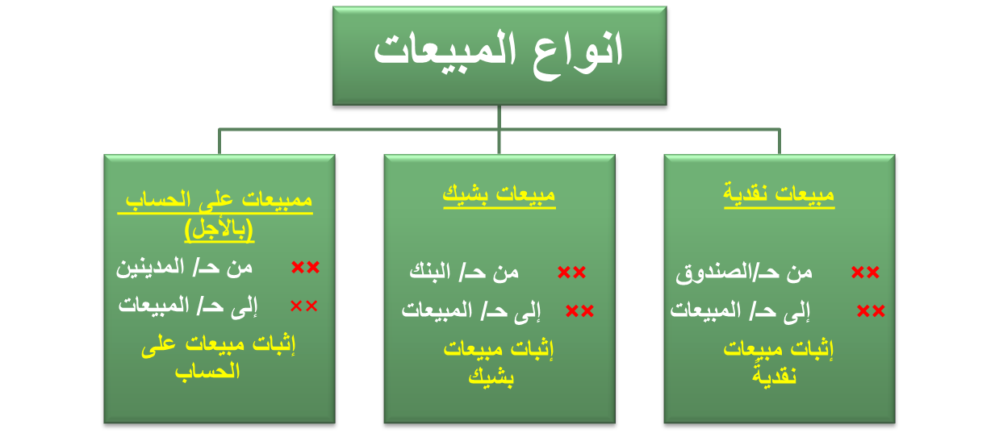 انواع المبيعات
مبيعات نقدية
×× من حـ/الصندوق
×× إلى حـ/ المبيعات
إثبات مبيعات
نقدية
مبيعات بشيك
×× من حـ/ البنك
×× إلى حـ/ المبيعات
إثبات مبيعات
بشيك
ممبيعات على الحساب
(بالأجل)
×× من حـ/ المدينين
×× إلى حـ/ المبيعات
إثبات مبيعات على
الحساب